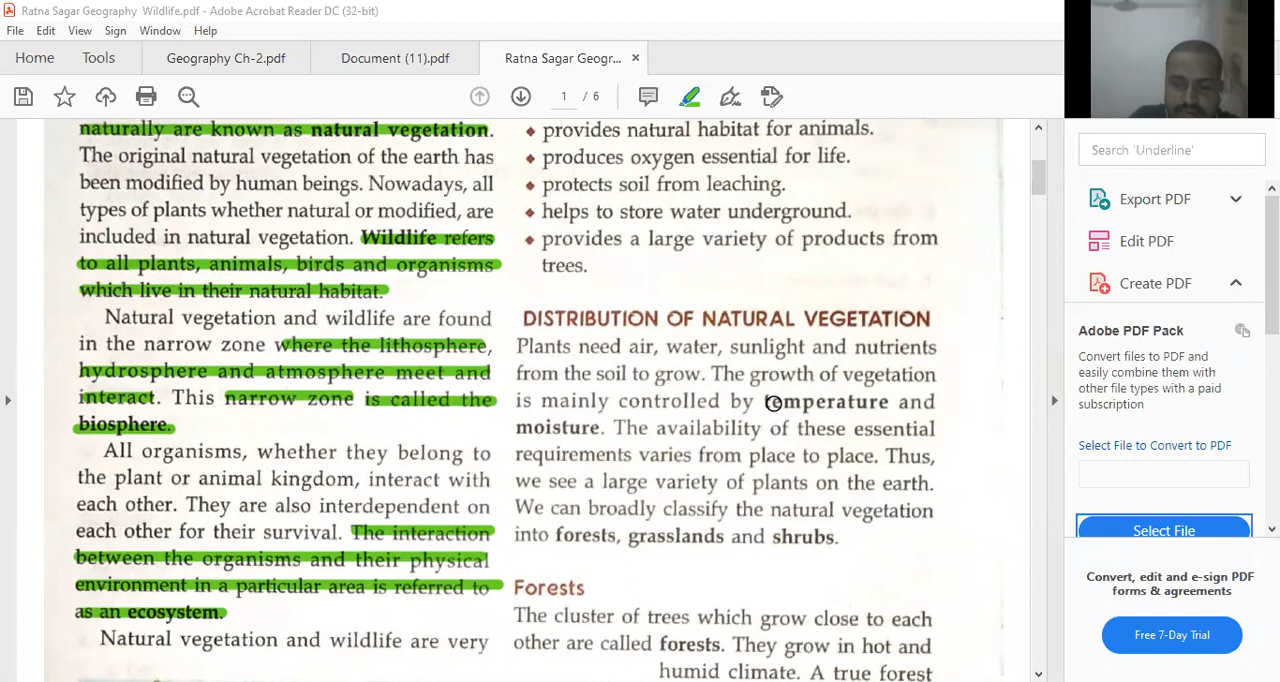 Ratna Sagar Geography Wildlife.pdf - Adobe Acrobat Reader DC (32-bit)
File Edit View Sign Window Help
Home Tools Geography Ch-2.pdf Document (11).pdf Ratna Sagar Geogr... ×
1 / 6
naturally are known as natural vegetation.
The original natural vegetation of the earth has
been modified by human beings. Nowadays, all
types of plants whether natural or modified, are
included in natural vegetation. Wildlife refers
to all plants, animals, birds and organisms
which live in their natural habitat.
Natural vegetation and wildlife are found
in the narrow zone where the lithosphere,
hydrosphere and atmosphere meet and
interact. This narrow zone is called the
biosphere.
All organisms, whether they belong to
the plant or animal kingdom, interact with
each other. They are also interdependent on
each other for their survival. The interaction
between the organisms and their physical
environment in a particular area is referred to
as an ecosystem.
Natural vegetation and wildlife are very
provides natural habitat for animals.
produces oxygen essential for life.
protects soil from leaching.
helps to store water underground.
provides a large variety of products from
trees.
DISTRIBUTION OF NATURAL VEGETATION
Plants need air, water, sunlight and nutrients
from the soil to grow. The growth of vegetation
is mainly controlled by temperature and
moisture. The availability of these essential
requirements varies from place to place. Thus,
we see a large variety of plants on the earth.
We can broadly classify the natural vegetation
into forests, grasslands and shrubs.
Forests
The cluster of trees which grow close to each
other are called forests. They grow in hot and
humid climate. A true forest
Search 'Underline'
Export PDF
Edit PDF
Create PDF
Adobe PDF Pack
Convert files to PDF and
easily combine them with
other file types with a paid
subscription
Select File to Convert to PDF
Select File
Convert, edit and e-sign PDF
forms & agreements
Free 7-Day Trial